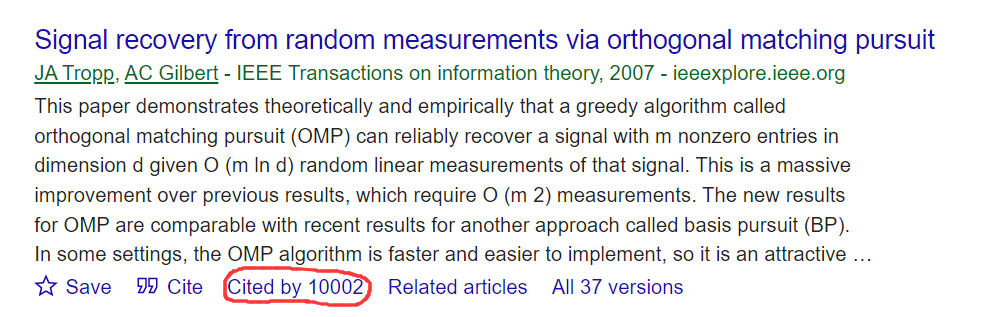 Signal recovery from random measurements via orthogonal matching pursuit
JA Tropp, AC Gilbert - IEEE Transactions on information theory, 2007 - ieeexplore.ieee.org
This paper demonstrates theoretically and empirically that a greedy algorithm called
orthogonal matching pursuit (OMP) can reliably recover a signal with m nonzero entries in
dimension d given O (m ln d) random linear measurements of that signal. This is a massive
improvement over previous results, which require O (m 2) measurements. The new results
for OMP are comparable with recent results for another approach called basis pursuit (BP).
In some settings, the OMP algorithm is faster and easier to implement, so it is an attractive …
Save Cite Cited by 10002 Related articles All 37 versions